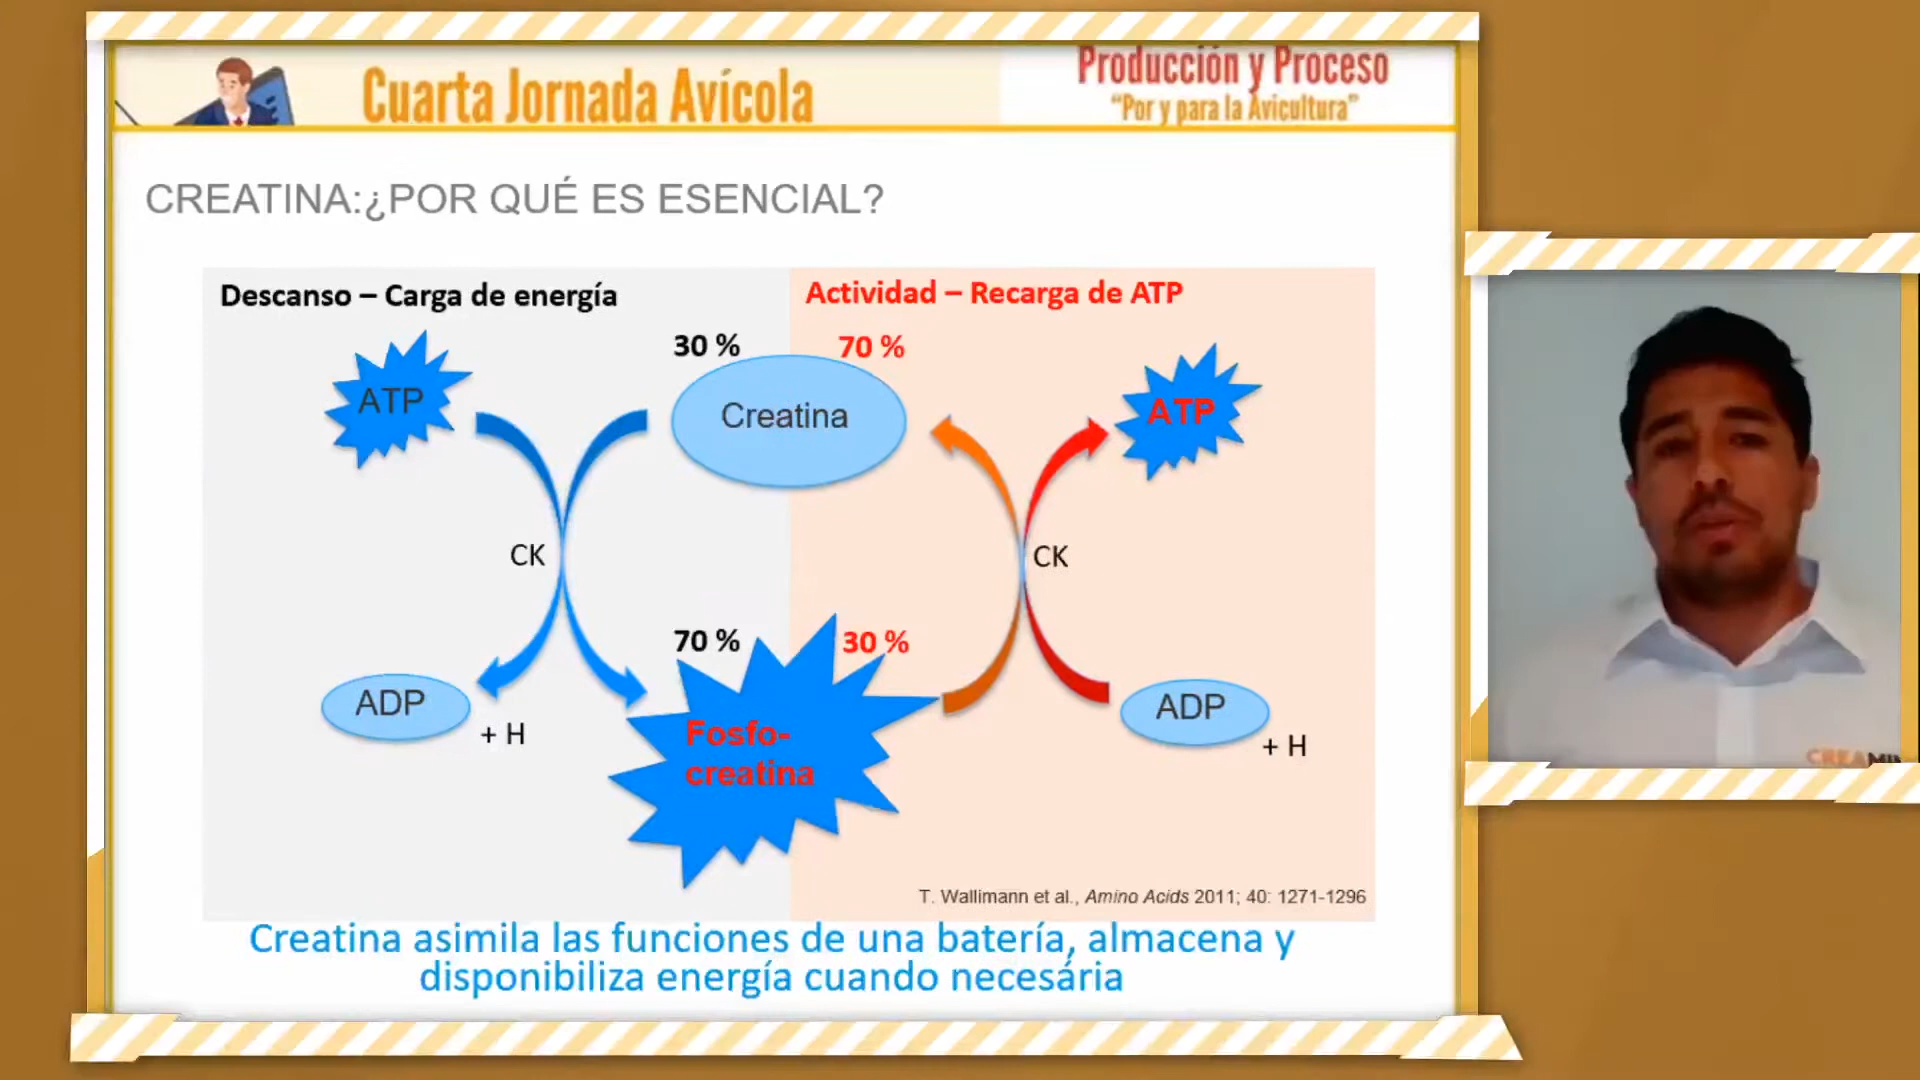 Cuarta Jornada Avícola
Producción y Proceso
“Por y para la Avicultura”
CREATINA:¿POR QUÉ ES ESENCIAL?
Descanso – Carga de energía
Actividad – Recarga de ATP
30 %
70 %
ATP
Creatina
ATP
CK
CK
70 %
30 %
ADP
+ H
Fosfo-
creatina
ADP
+ H
T. Wallimann et al., Amino Acids 2011; 40: 1271-1296
Creatina asimila las funciones de una batería, almacena y
disponibiliza energía cuando necesária